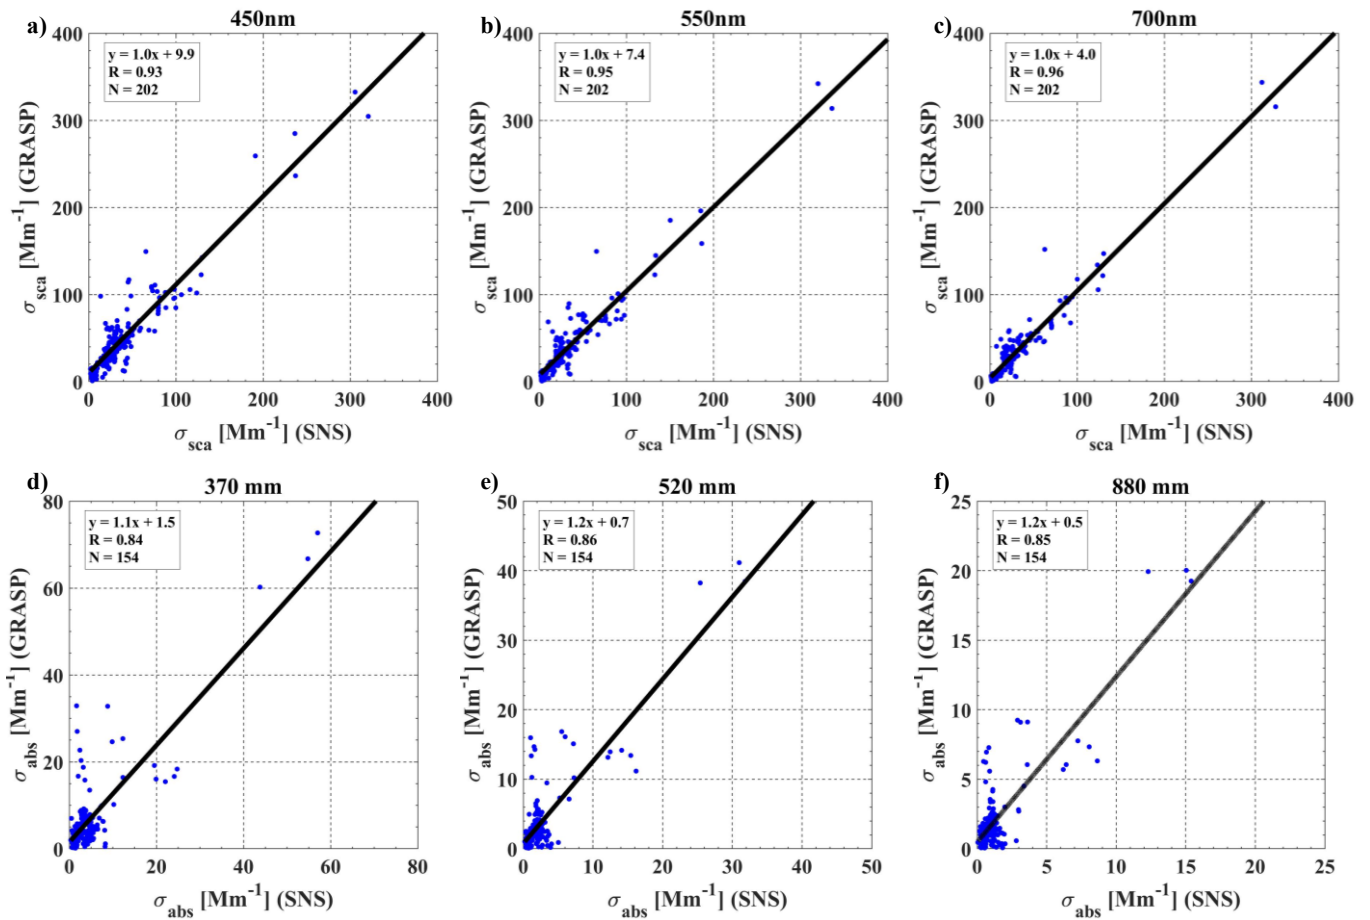 a) 450nm
y = 1.0x + 9.9
R = 0.93
N = 202
σsca [Mm-1] (GRASP)
400
300
200
100
0
0 100 200 300 400
σsca [Mm-1] (SNS)
b) 550nm
y = 1.0x + 7.4
R = 0.95
N = 202
σsca [Mm-1] (GRASP)
400
300
200
100
0
0 100 200 300 400
σsca [Mm-1] (SNS)
c) 700nm
y = 1.0x + 4.0
R = 0.96
N = 202
σsca [Mm-1] (GRASP)
400
300
200
100
0
0 100 200 300 400
σsca [Mm-1] (SNS)
d) 370 mm
y = 1.1x + 1.5
R = 0.84
N = 154
σabs [Mm-1] (GRASP)
80
60
40
20
0
0 20 40 60 80
σabs [Mm-1] (SNS)
e) 520 mm
y = 1.2x + 0.7
R = 0.86
N = 154
σabs [Mm-1] (GRASP)
50
40
30
20
10
0
0 10 20 30 40 50
σabs [Mm-1] (SNS)
f) 880 mm
y = 1.2x + 0.5
R = 0.85
N = 154
σabs [Mm-1] (GRASP)
25
20
15
10
5
0
0 5 10 15 20 25
σabs [Mm-1] (SNS)